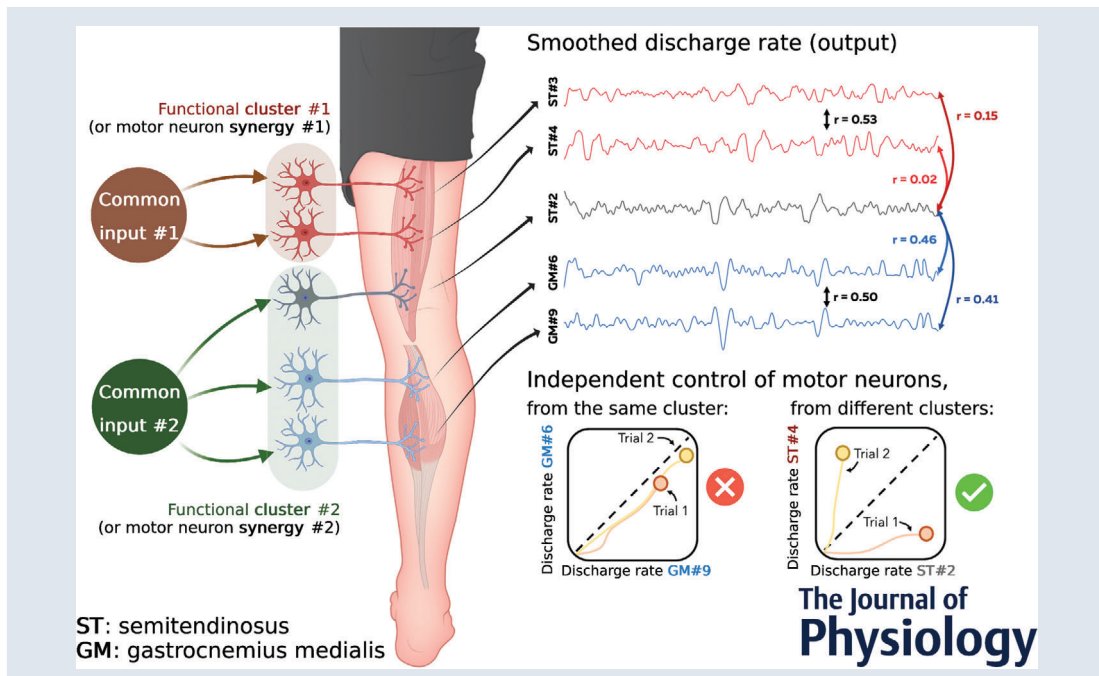 Smoothed discharge rate (output)
Functional cluster #1
(or motor neuron synergy #1)
Common
input #1
Common
input #2
Functional cluster #2
(or motor neuron synergy #2)
ST#3
ST#4
ST#2
GM#6
GM#9
r = 0.53
r = 0.15
r = 0.02
r = 0.46
r = 0.50
r = 0.41
Independent control of motor neurons,
from the same cluster:
Discharge rate GM#6
Trial 2
Trial 1
Discharge rate GM#9
from different clusters:
Discharge rate ST#4
Trial 2
Trial 1
Discharge rate ST#2
ST: semitendinosus
GM: gastrocnemius medialis
The Journal of
Physiology